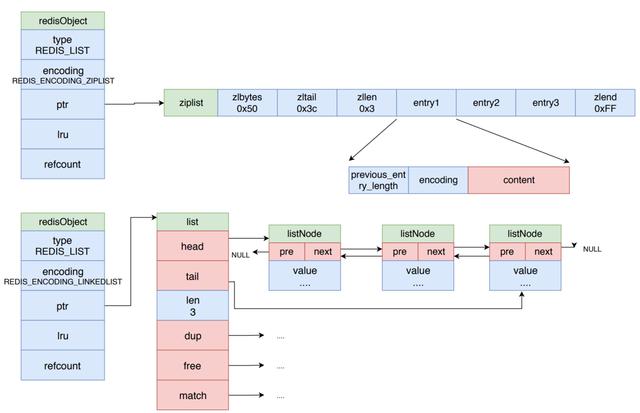 redisObject
type
REDIS_LIST
encoding
REDIS_ENCODING_ZIPLIST
ptr
lru
refcount
ziplist
zlbytes
0x50
zltail
0x3c
zllen
0x3
entry1
entry2
entry3
zlend
0xFF
previous_ent
ry_length
encoding
content
redisObject
type
REDIS_LIST
encoding
REDIS_ENCODING_LINKEDLIST
ptr
lru
refcount
list
head
tail
len
3
dup
free
match
NULL
listNode
pre
next
value
....
listNode
pre
next
value
....
listNode
pre
next
value
....
NULL
....
....
....